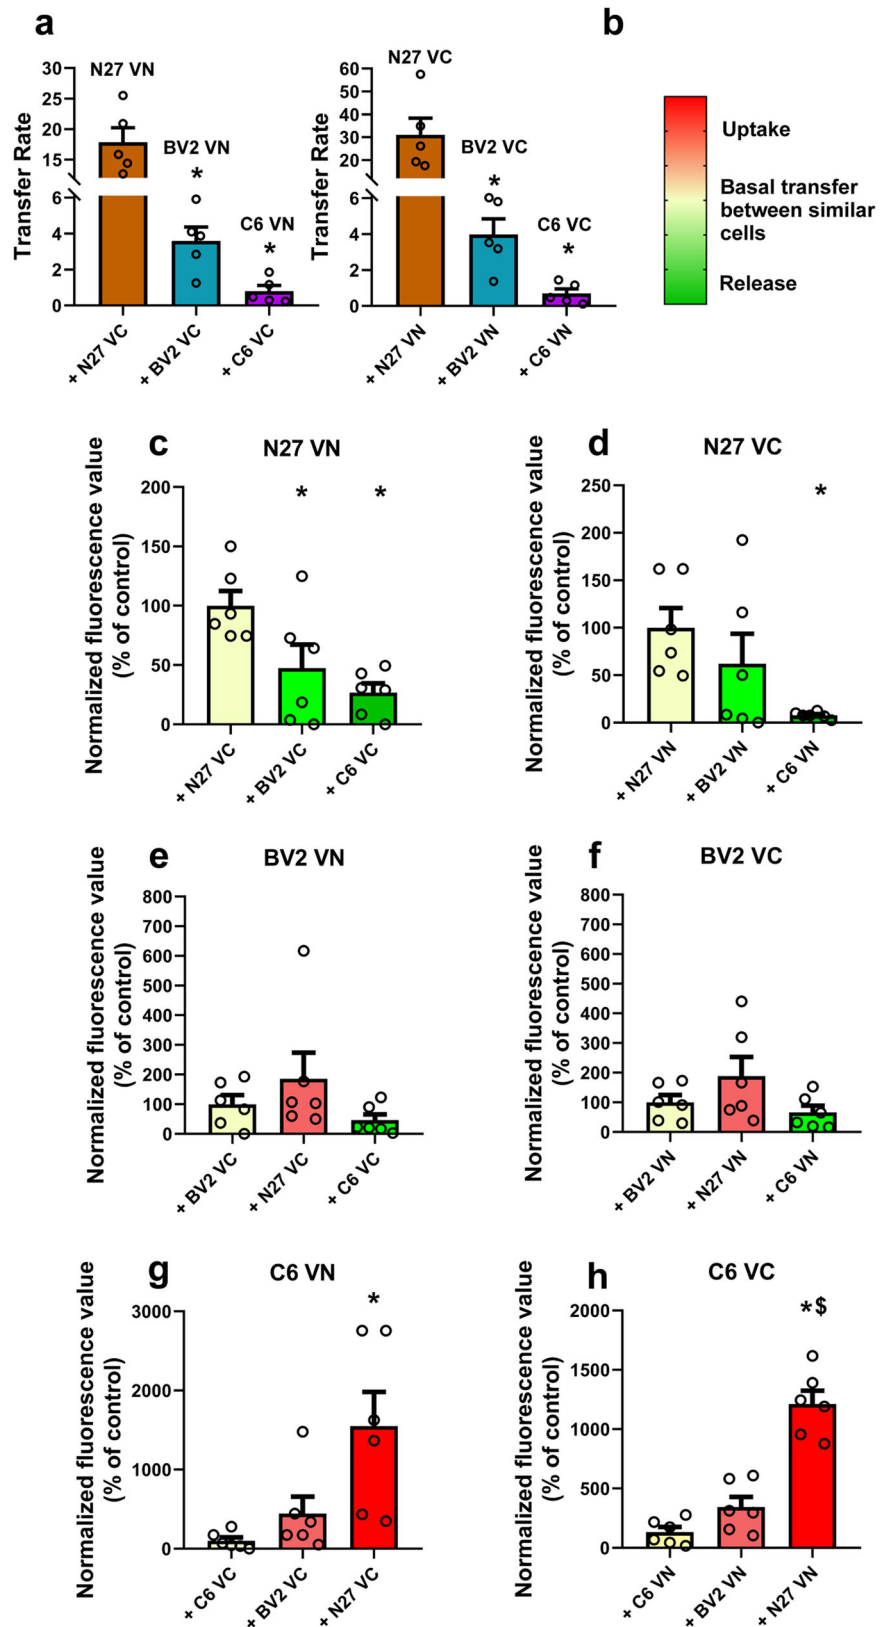 a
b
N27 VN
BV2 VN
*
C6 VN
*
Transfer Rate
30
25
20
15
6
4
2
0
+ N27 VC
+ BV2 VC
+ C6 VC
N27 VC
BV2 VC
*
C6 VC
*
Transfer Rate
60
50
40
30
20
6
4
2
0
+ N27 VN
+ BV2 VN
+ C6 VN
Uptake
Basal transfer
between similar
cells
Release
c
N27 VN
Normalized fluorescence value
(% of control)
200
150
100
50
0
* *
+ N27 VC
+ BV2 VC
+ C6 VC
d
N27 VC
Normalized fluorescence value
(% of control)
250
200
150
100
50
0
*
+ N27 VN
+ BV2 VN
+ C6 VN
e
BV2 VN
Normalized fluorescence value
(% of control)
800
700
600
500
400
300
200
100
0
+ BV2 VC
+ N27 VC
+ C6 VC
f
BV2 VC
Normalized fluorescence value
(% of control)
800
700
600
500
400
300
200
100
0
+ BV2 VN
+ N27 VN
+ C6 VN
g
C6 VN
Normalized fluorescence value
(% of control)
3000
2000
1000
0
*
+ C6 VC
+ BV2 VC
+ N27 VC
h
C6 VC
Normalized fluorescence value
(% of control)
2000
1500
1000
500
0
* $
+ C6 VN
+ BV2 VN
+ N27 VN